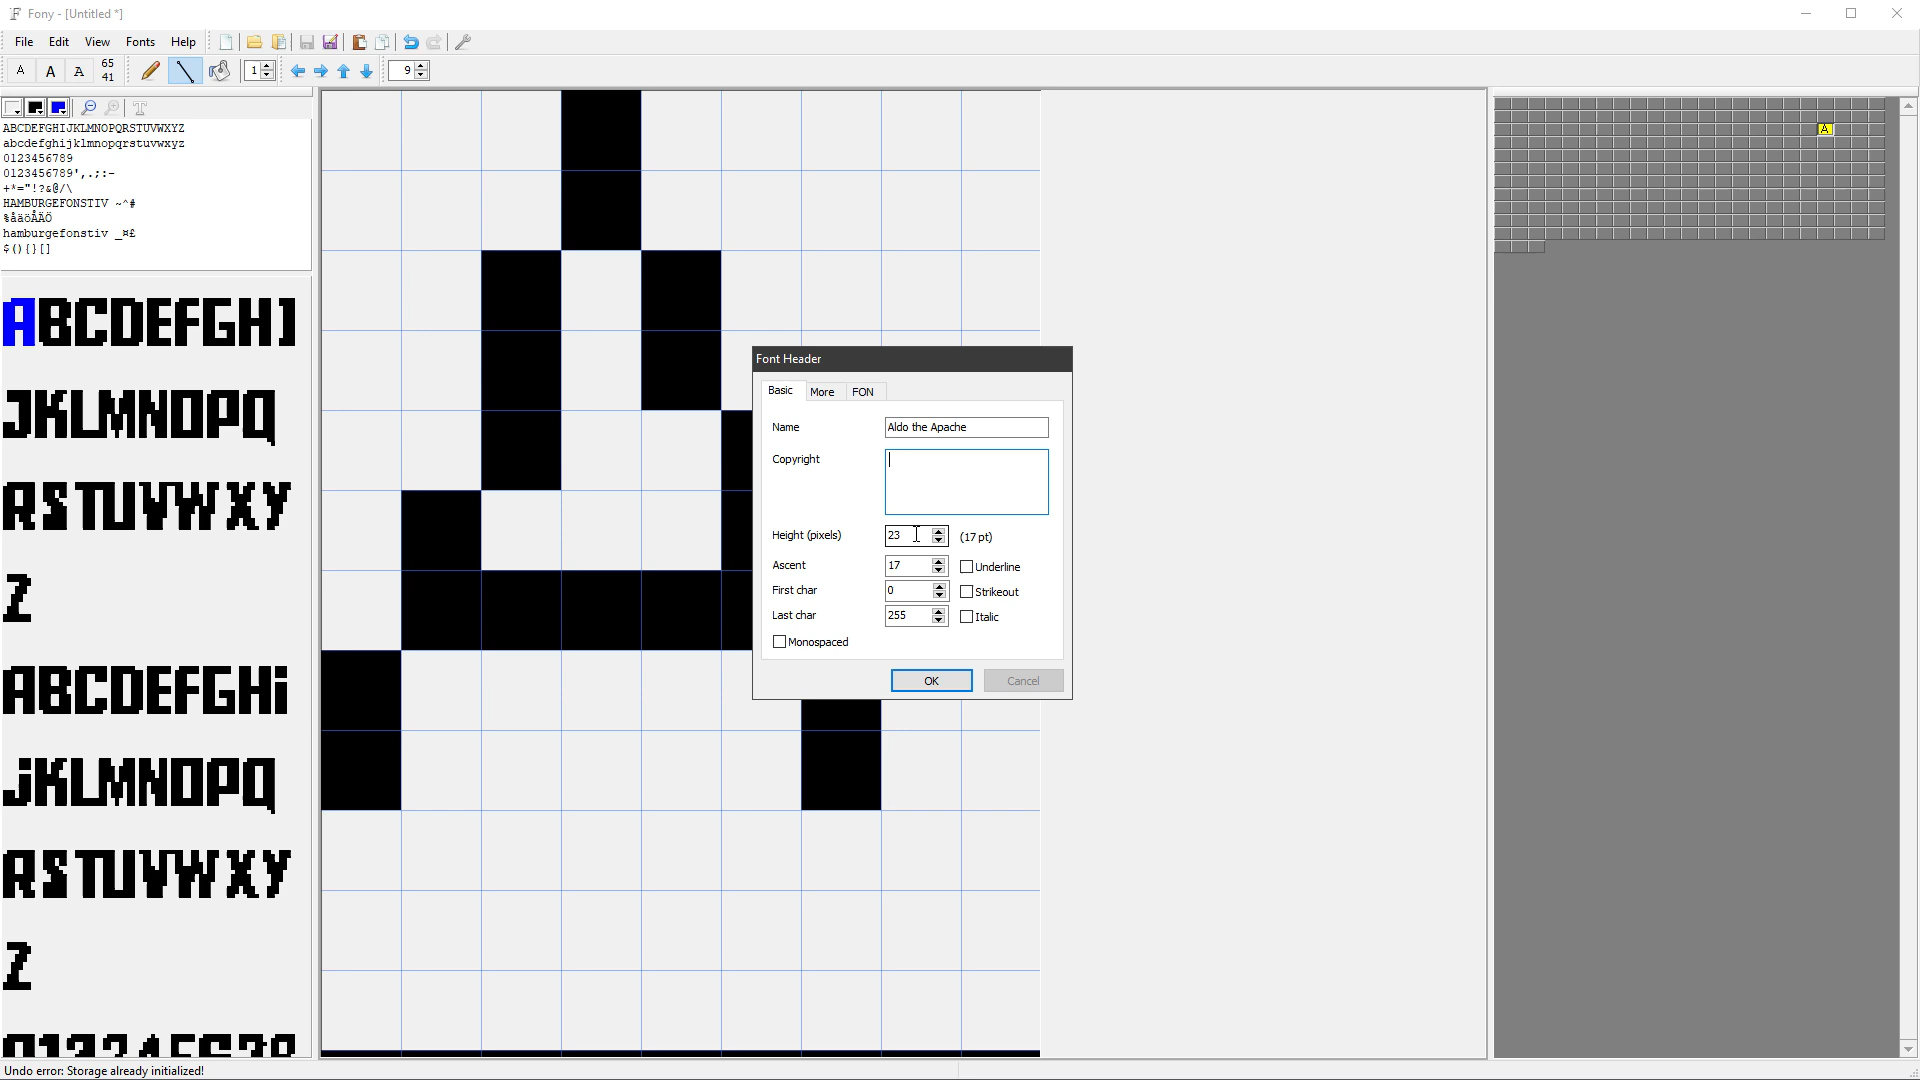 Fony - [Untitled *]
File Edit View Fonts Help
A A A 65 41 1 9
ABCDEFGHIJKLMNOPQRSTUVWXYZ
abcdefghijklmnopqrstuvwxyz
0123456789
0123456789',.;:-
+*="!?&@/\
HAMBURGEFONSTIV ~^#
%åäöÅÄÖ
hamburgefonstiv _¤£
$(){}[]
ABCDEFGHI
JKLMNOPQ
RSTUVWXY
Z
ABCDEFGHi
jKLMNOPQ
RSTUVWXY
Z
A
Font Header
Basic More FON
Name Aldo the Apache
Copyright
Height (pixels) 23 (17 pt)
Ascent 17 Underline
First char 0 Strikeout
Last char 255 Italic
Monospaced
OK Cancel
Undo error: Storage already initialized!